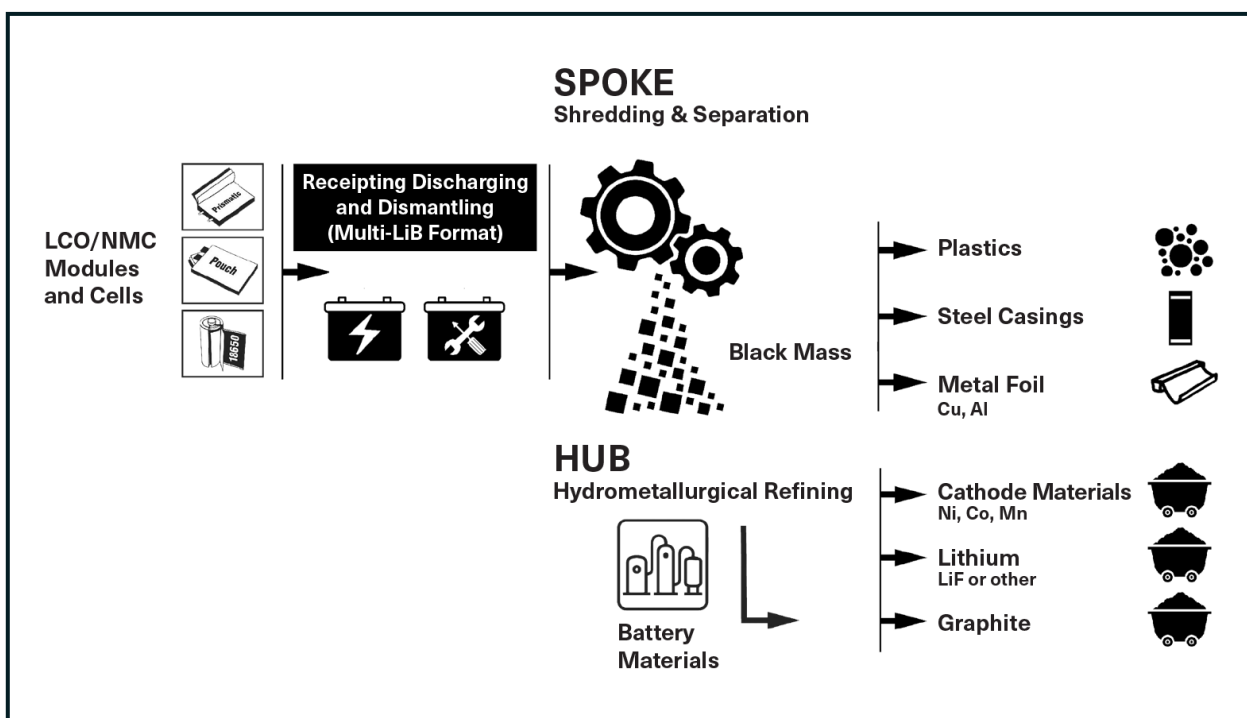 SPOKE
Shredding & Separation
LCO/NMC
Modules
and Cells
Prismatic
Pouch
18650
Receipting Discharging
and Dismantling
(Multi-LiB Format)
Black Mass
Plastics
Steel Casings
Metal Foil
Cu, Al
HUB
Hydrometallurgical Refining
Battery
Materials
Cathode Materials
Ni, Co, Mn
Lithium
LiF or other
Graphite